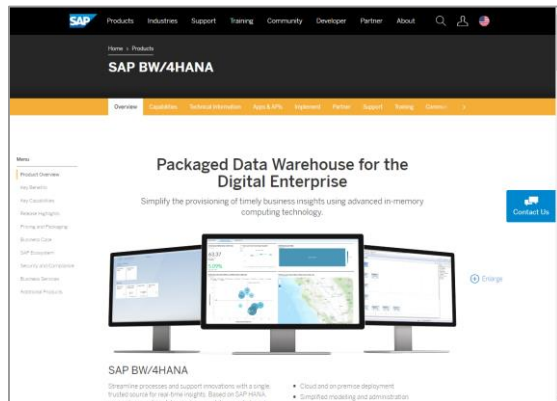 SAP
Products Industries Support Training Community Developer Partner About
Home > Products
SAP BW/4HANA
Overview Capabilities Technical Information Apps & APIs Implement Partner Support Training
Menu
Product Overview
Key Benefits
Key Capabilities
Release Highlights
Pricing and Packaging
Business Case
SAP Ecosystem
Security and Compliance
Business Services
Additional Products
Packaged Data Warehouse for the
Digital Enterprise
Simplify the provisioning of timely business insights using advanced in-memory
computing technology.
Contact Us
Enlarge
SAP BW/4HANA
Streamline processes and support innovations with a single
trusted source for real-time insights. Based on SAP HANA,
• Cloud and on premise deployment
• Simplified modeling and administration